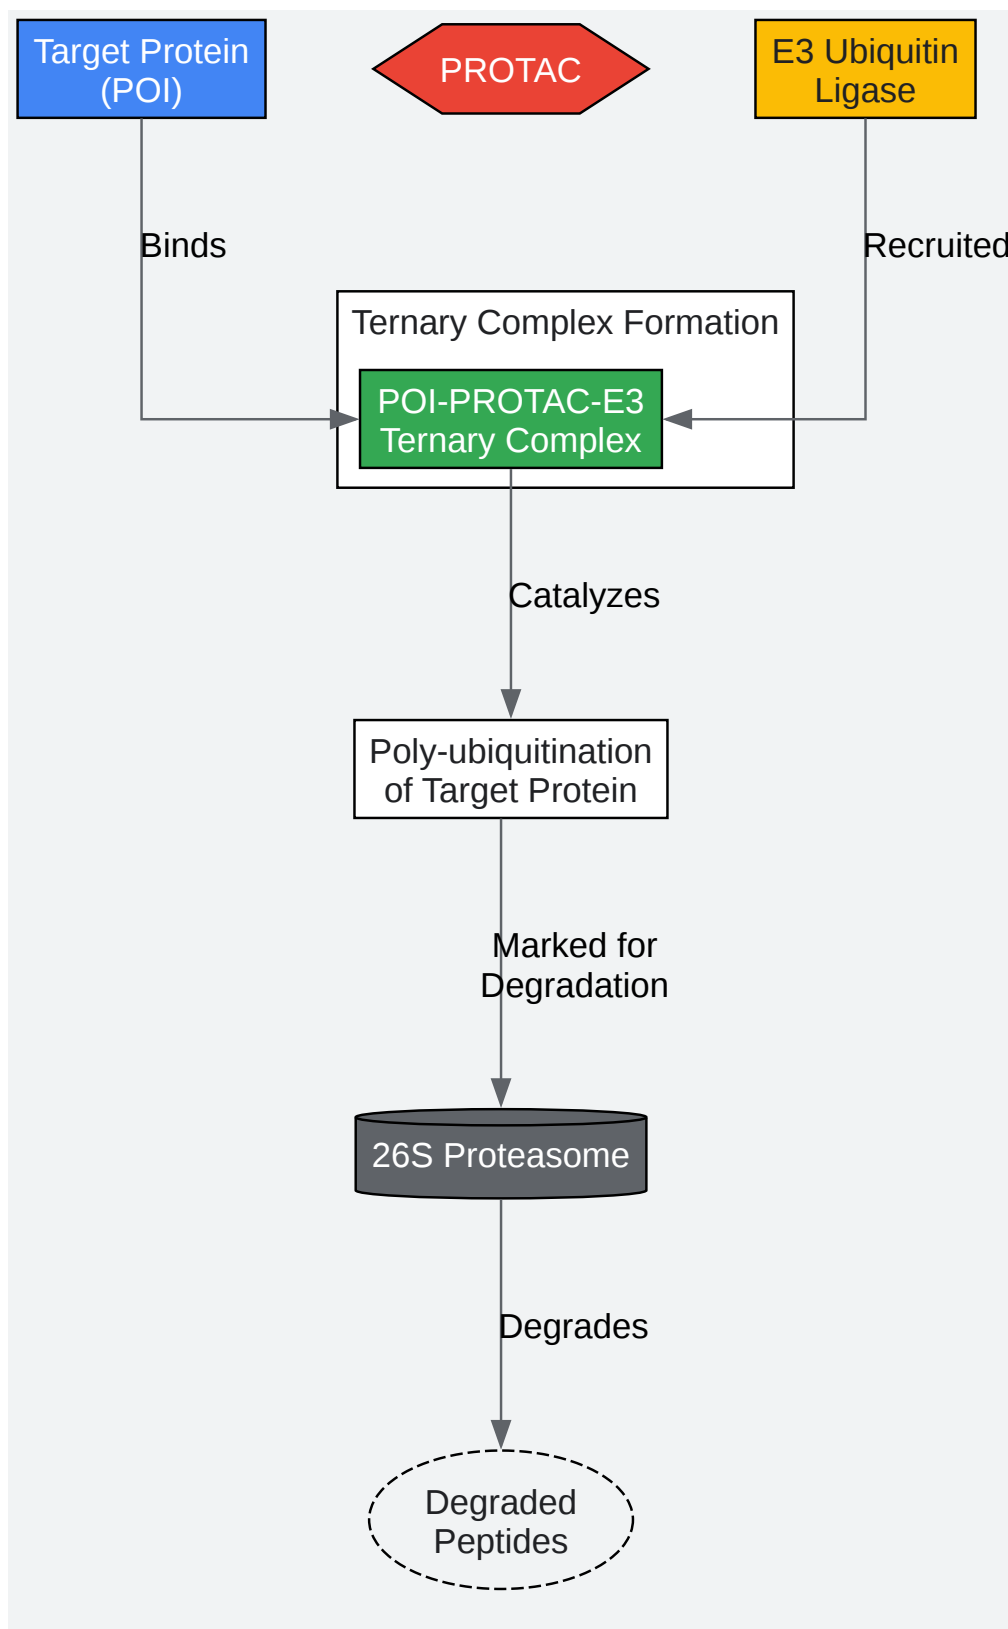 Target Protein
(POI)
PROTAC
E3 Ubiquitin
Ligase
Binds
Recruited
Ternary Complex Formation
POI-PROTAC-E3
Ternary Complex
Catalyzes
Poly-ubiquitination
of Target Protein
Marked for
Degradation
26S Proteasome
Degrades
Degraded
Peptides